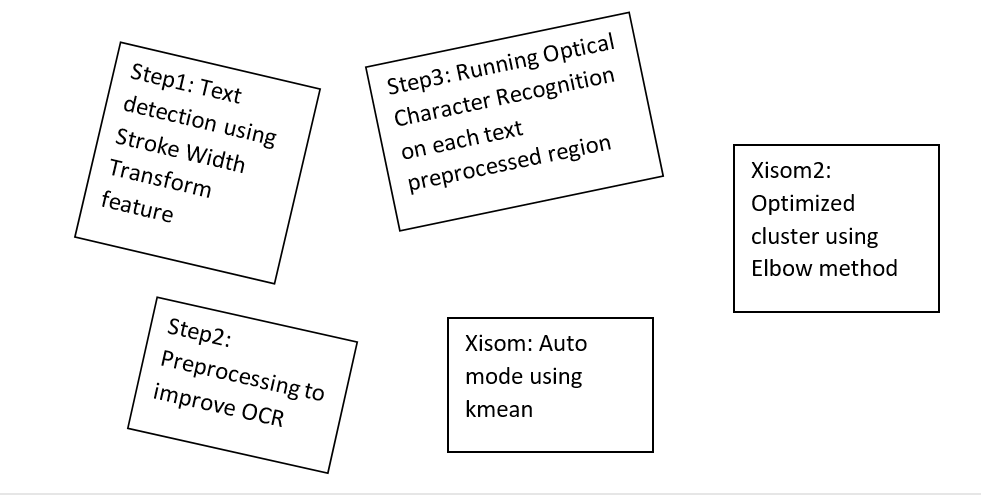 Step1: Text
detection using
Stroke Width
Transform
feature
Step3: Running Optical
Character Recognition
on each text
preprocessed region
Xisom2:
Optimized
cluster using
Elbow method
Step2:
Preprocessing to
improve OCR
Xisom: Auto
mode using
kmean